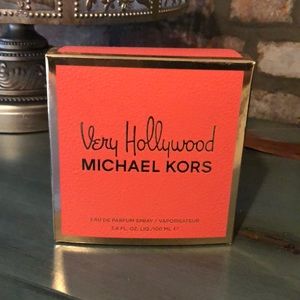 Very Hollywood
MICHAEL KORS
EAU DE PARFUM SPRAY / VAPORISATEUR
3.4 FL. OZ. LIQ./100 ML ℮